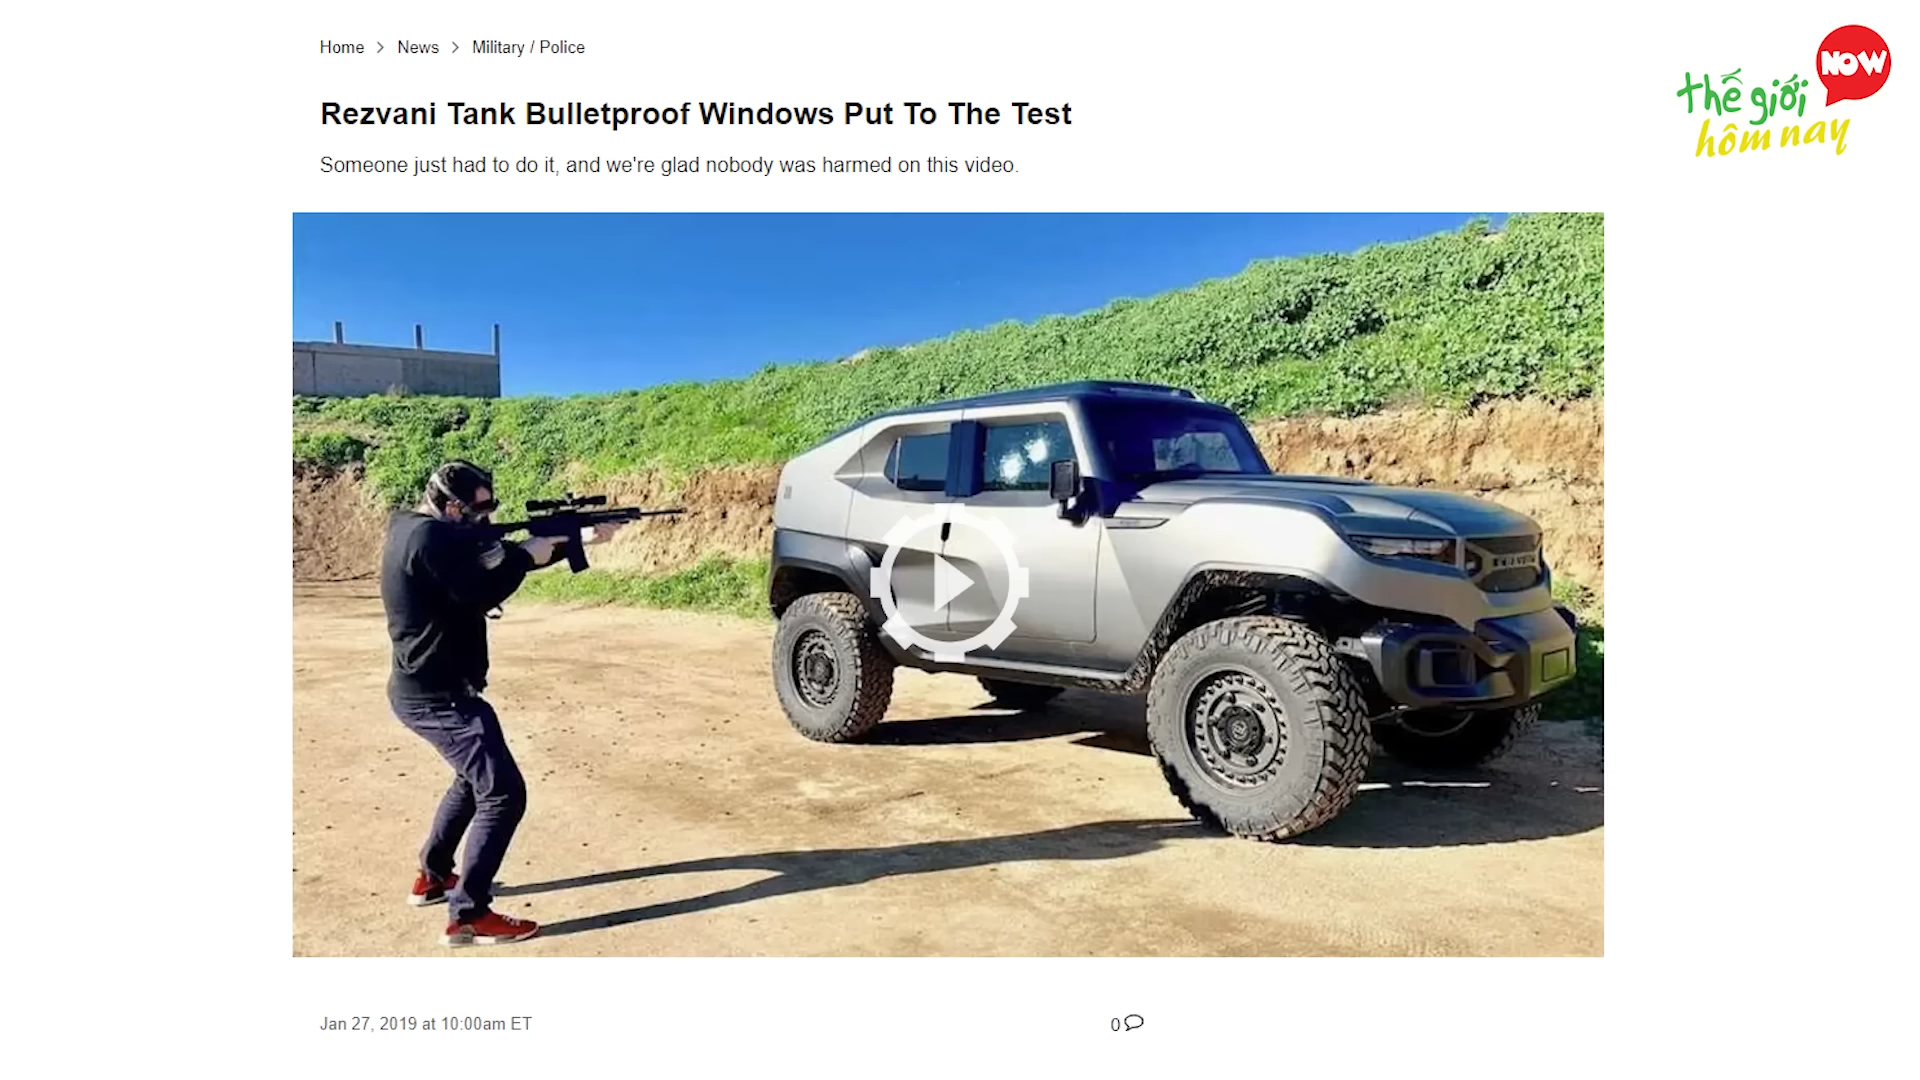 Home > News > Military / Police
NOW
thế giới
hôm nay
Rezvani Tank Bulletproof Windows Put To The Test
Someone just had to do it, and we're glad nobody was harmed on this video.
Jan 27, 2019 at 10:00am ET
0